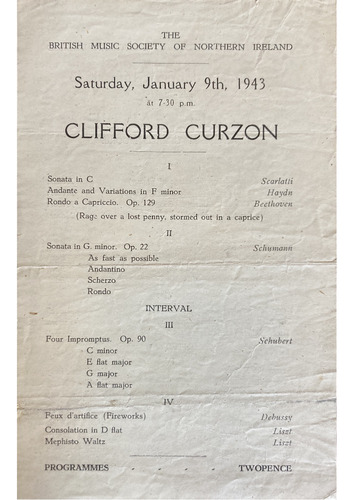 THE
BRITISH MUSIC SOCIETY OF NORTHERN IRELAND
Saturday, January 9th, 1943
at 7-30 p.m.
CLIFFORD CURZON
I
Sonata in C Scarlatti
Andante and Variations in F minor Haydn
Rondo a Capriccio. Op. 129 Beethoven
(Rage over a lost penny, stormed out in a caprice)
II
Sonata in G. minor. Op. 22 Schumann
As fast as possible
Andantino
Scherzo
Rondo
INTERVAL
III
Four Impromptus. Op. 90 Schubert
C minor
E flat major
G major
A flat major
IV
Feux d'artifice (Fireworks) Debussy
Consolation in D flat Liszt
Mephisto Waltz Liszt
PROGRAMMES - - - - TWOPENCE